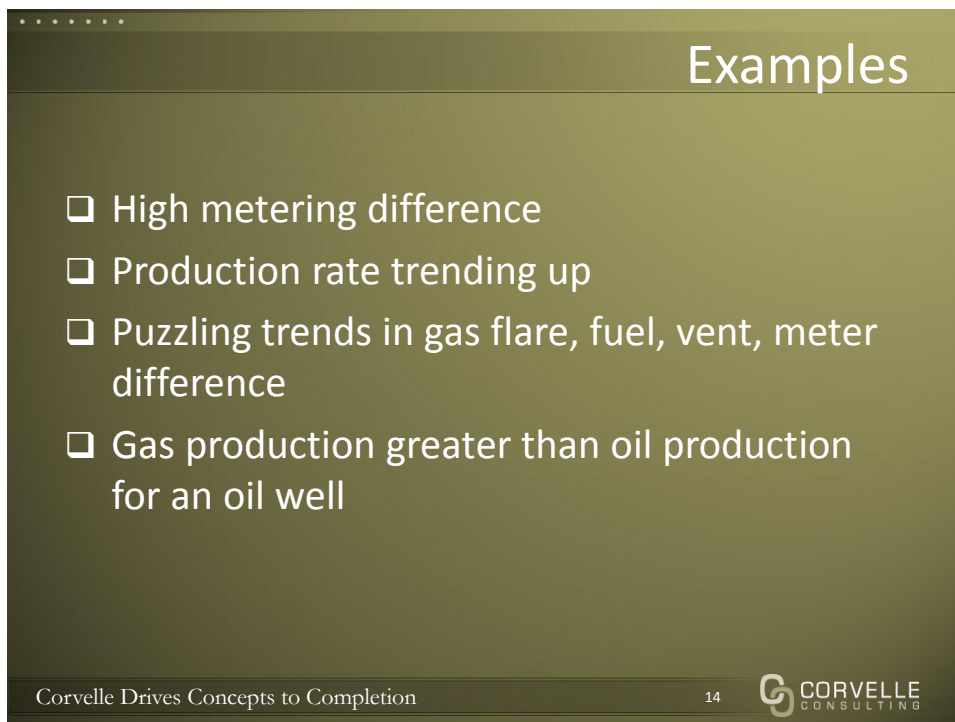 Examples
❑ High metering difference
❑ Production rate trending up
❑ Puzzling trends in gas flare, fuel, vent, meter
difference
❑ Gas production greater than oil production
for an oil well
Corvelle Drives Concepts to Completion
14
CORVELLE
CONSULTING